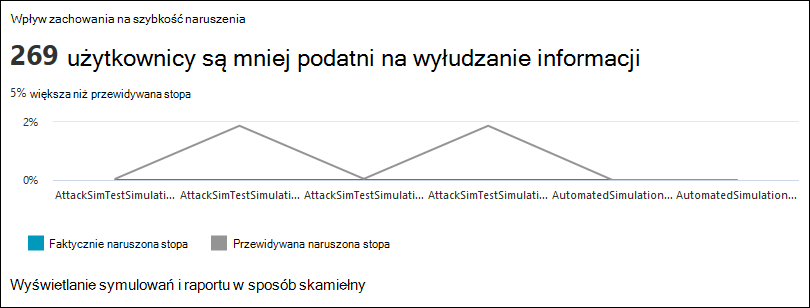 Wpływ zachowania na szybkość naruszenia
269 użytkownicy są mniej podatni na wyłudzanie informacji
5% większa niż przewidywana stopa
2%
0%
AttackSimTestSimulati... AttackSimTestSimulati... AttackSimTestSimulati... AttackSimTestSimulati... AutomatedSimulation... AutomatedSimulation...
Faktycznie naruszona stopa Przewidywana naruszona stopa
Wyświetlanie symulowań i raportu w sposób skamiełny